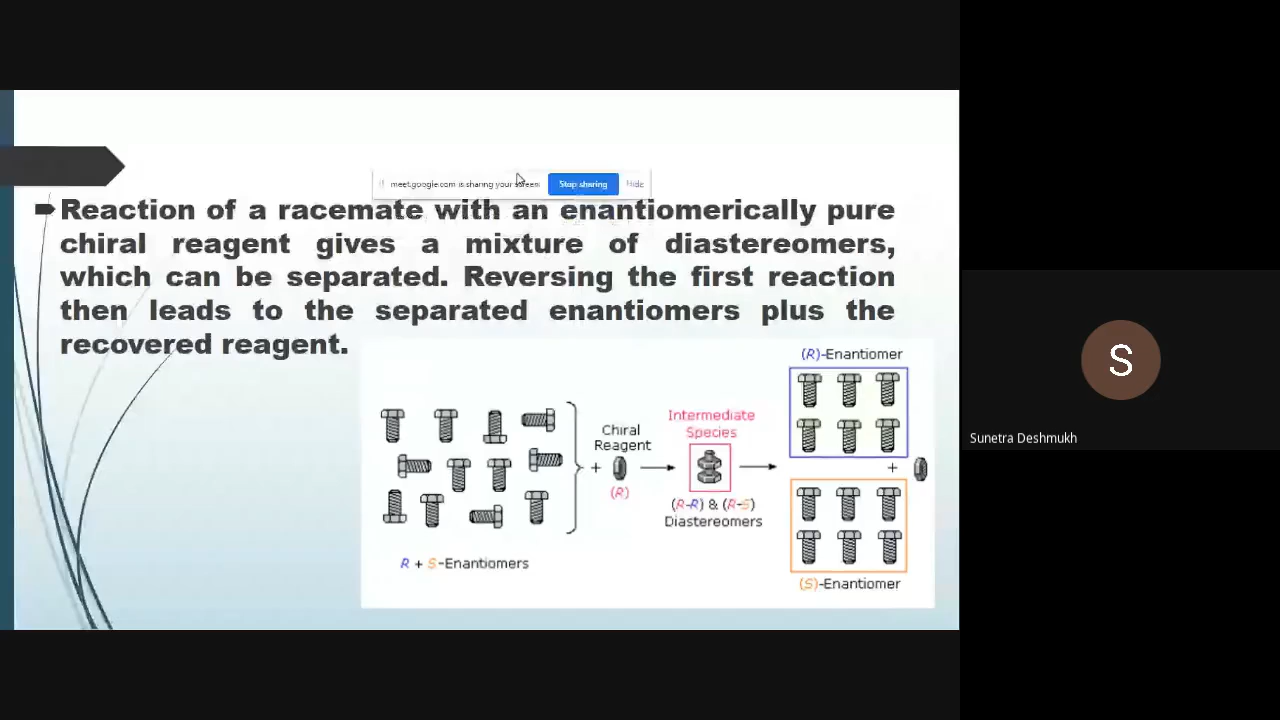 meet.google.com is sharing your screen.
Stop sharing
Hide
Reaction of a racemate with an enantiomerically pure
chiral reagent gives a mixture of diastereomers,
which can be separated. Reversing the first reaction
then leads to the separated enantiomers plus the
recovered reagent.
R + S-Enantiomers
+
Chiral
Reagent
(R)
Intermediate
Species
(R-R) & (R-S)
Diastereomers
(R)-Enantiomer
+
(S)-Enantiomer
S
Sunetra Deshmukh